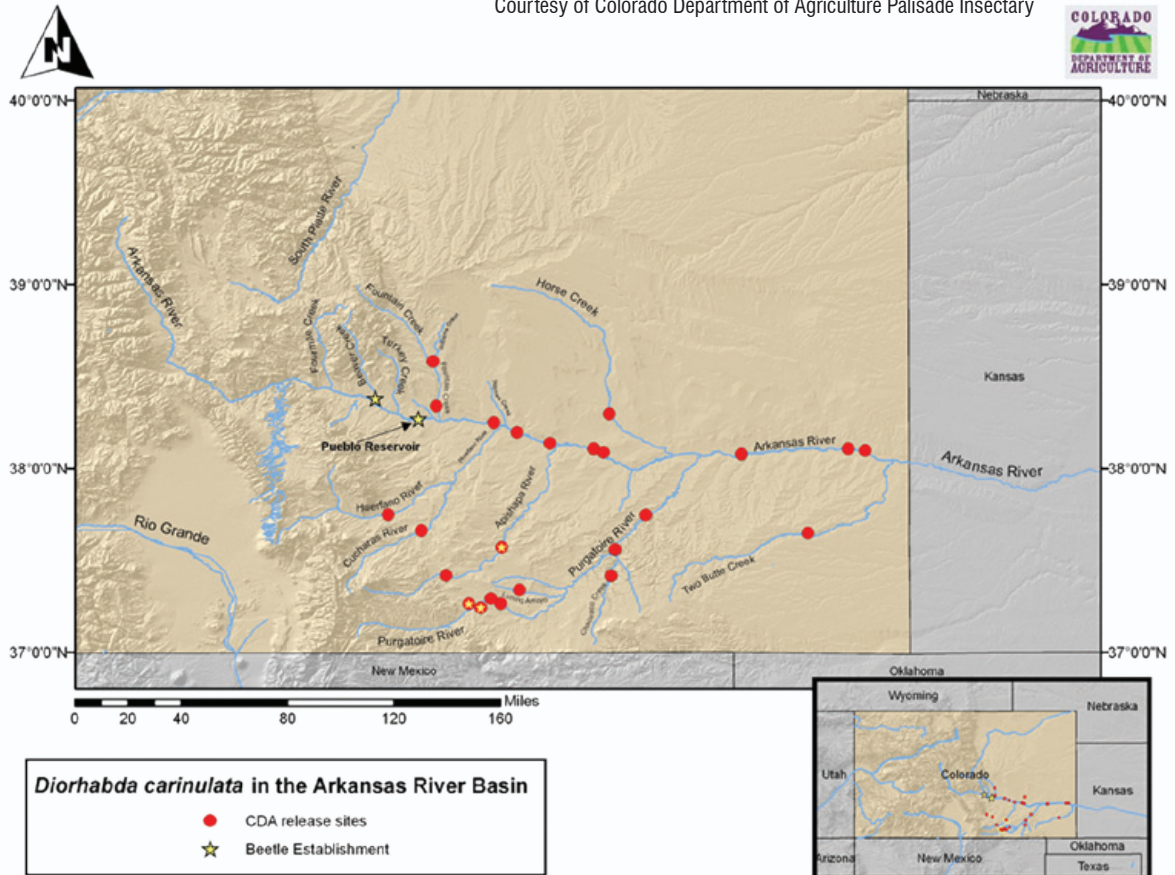 Courtesy of Colorado Department of Agriculture Palisade Insectary
COLORADO
DEPARTMENT OF
AGRICULTURE
N
40°0'0"N
Nebraska
40°0'0"N
South Platte River
Arkansas River
39°0'0"N
39°0'0"N
Horse Creek
Fountain Creek
Fourmile Creek
Beaver Creek
Turkey Creek
Kansas
Pueblo Reservoir
Arkansas River
Arkansas River
38°0'0"N
38°0'0"N
Huerfano River
Huerfano River
Apishapa River
Cucharas River
Rio Grande
Purgatoire River
Two Butte Creek
Purgatoire River
37°0'0"N
37°0'0"N
New Mexico
Oklahoma
Miles
0 20 40 80 120 160
Diorhabda carinulata in the Arkansas River Basin
CDA release sites
Beetle Establishment
Wyoming
Nebraska
Utah
Colorado
Kansas
Arizona
New Mexico
Oklahoma
Texas